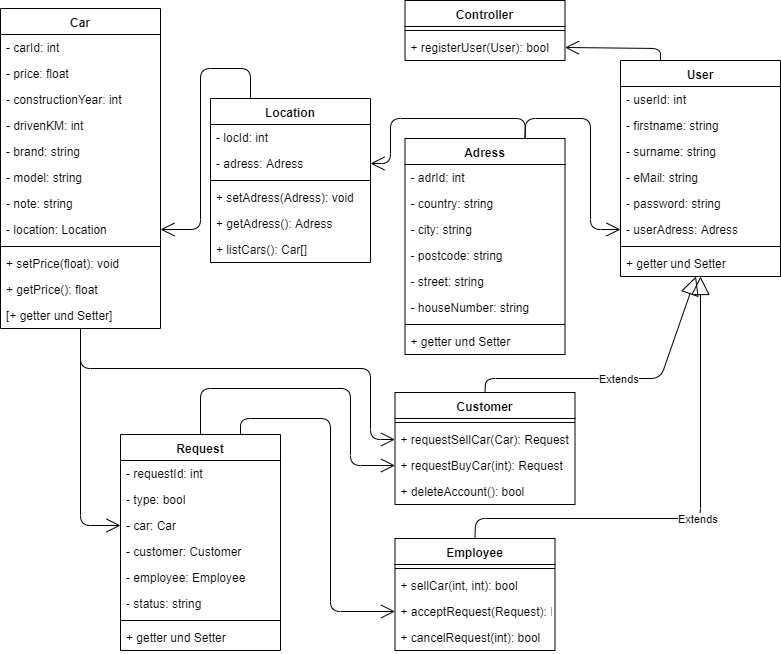 Controller
+ registerUser(User): bool
Car
- carId: int
- price: float
- constructionYear: int
- drivenKM: int
- brand: string
- model: string
- note: string
- location: Location
+ setPrice(float): void
+ getPrice(): float
[+ getter und Setter]
Location
- locId: int
- adress: Adress
+ setAdress(Adress): void
+ getAdress(): Adress
+ listCars(): Car[]
Adress
- adrId: int
- country: string
- city: string
- postcode: string
- street: string
- houseNumber: string
+ getter und Setter
User
- userId: int
- firstname: string
- surname: string
- eMail: string
- password: string
- userAdress: Adress
+ getter und Setter
Extends
Customer
+ requestSellCar(Car): Request
+ requestBuyCar(int): Request
+ deleteAccount(): bool
Request
- requestId: int
- type: bool
- car: Car
- customer: Customer
- employee: Employee
- status: string
+ getter und Setter
Extends
Employee
+ sellCar(int, int): bool
+ acceptRequest(Request):
+ cancelRequest(int): bool